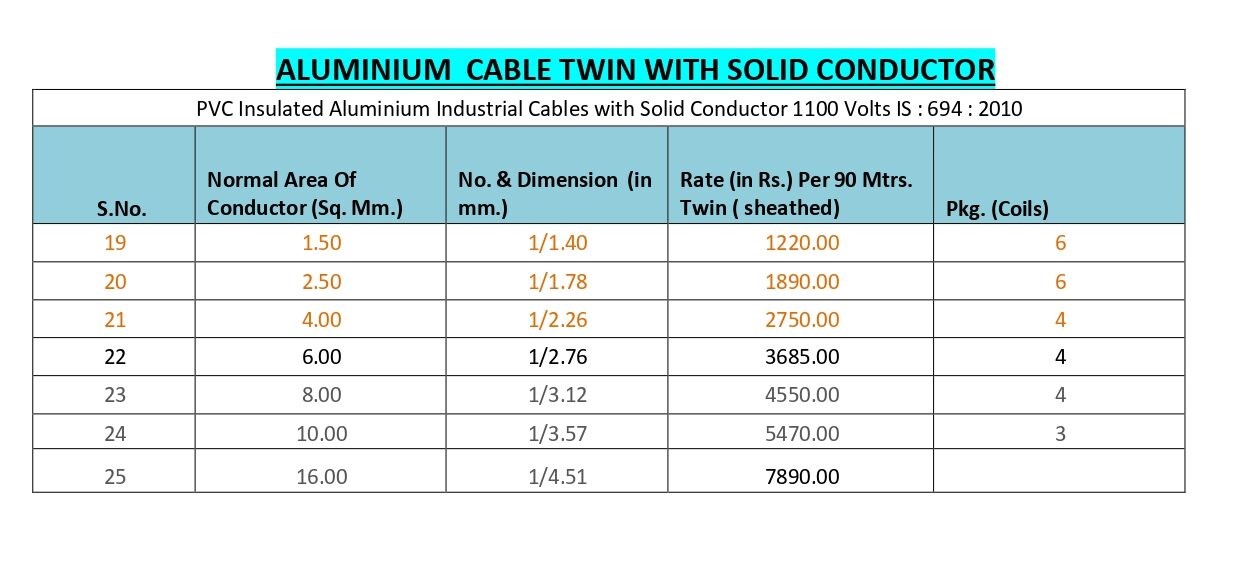 ALUMINIUM CABLE TWIN WITH SOLID CONDUCTOR
PVC Insulated Aluminium Industrial Cables with Solid Conductor 1100 Volts IS : 694 : 2010
S.No. Normal Area Of Conductor (Sq. Mm.) No. & Dimension (in mm.) Rate (in Rs.) Per 90 Mtrs. Twin ( sheathed) Pkg. (Coils)
19 1.50 1/1.40 1220.00 6
20 2.50 1/1.78 1890.00 6
21 4.00 1/2.26 2750.00 4
22 6.00 1/2.76 3685.00 4
23 8.00 1/3.12 4550.00 4
24 10.00 1/3.57 5470.00 3
25 16.00 1/4.51 7890.00